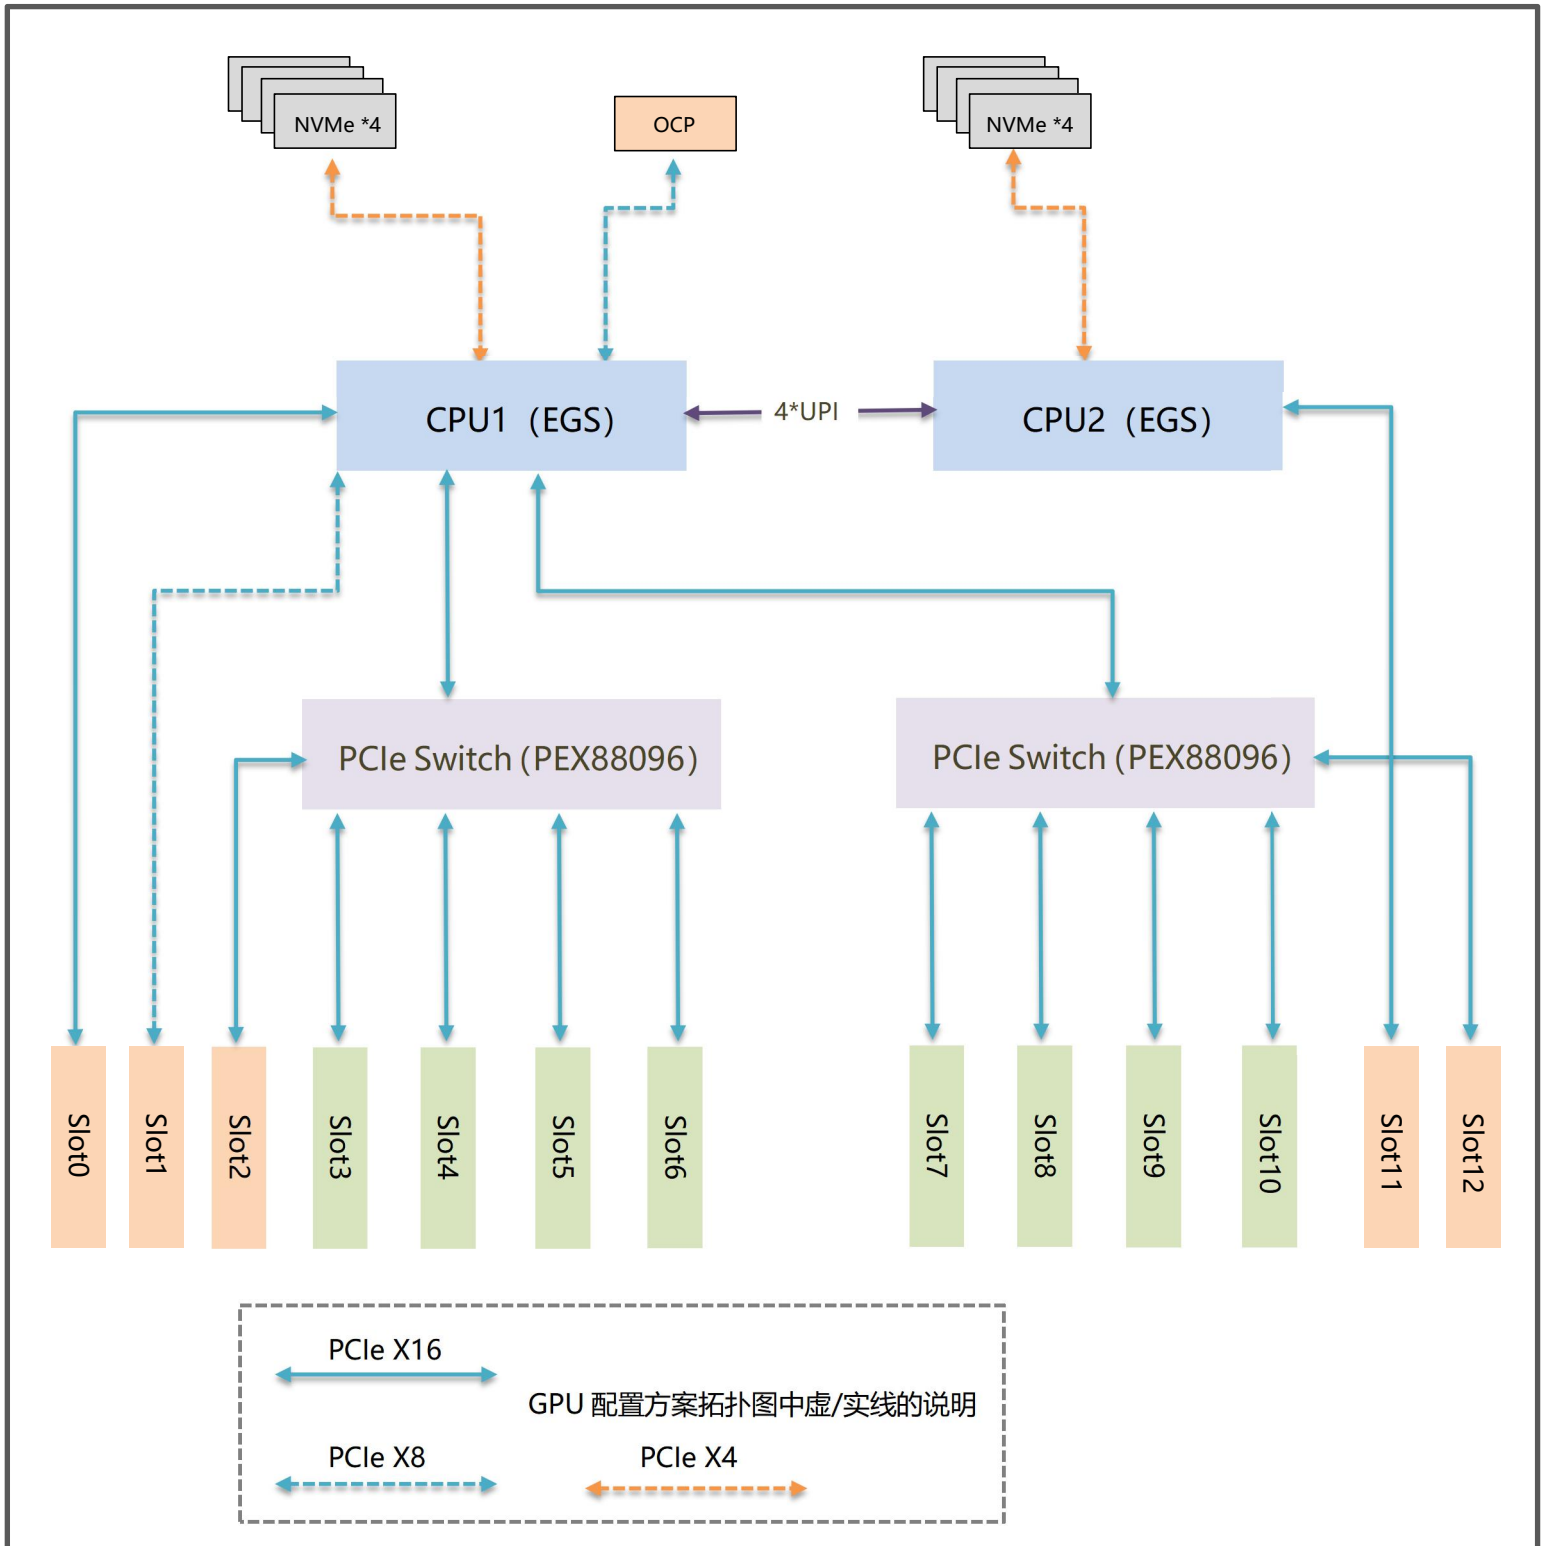 NVMe *4
OCP
NVMe *4
CPU1（EGS）
4*UPI
CPU2（EGS）
PCIe Switch（PEX88096）
PCIe Switch（PEX88096）
Slot0
Slot1
Slot2
Slot3
Slot4
Slot5
Slot6
Slot7
Slot8
Slot9
Slot10
Slot11
Slot12
PCIe X16
GPU 配置方案拓扑图中虚/实线的说明
PCIe X8
PCIe X4